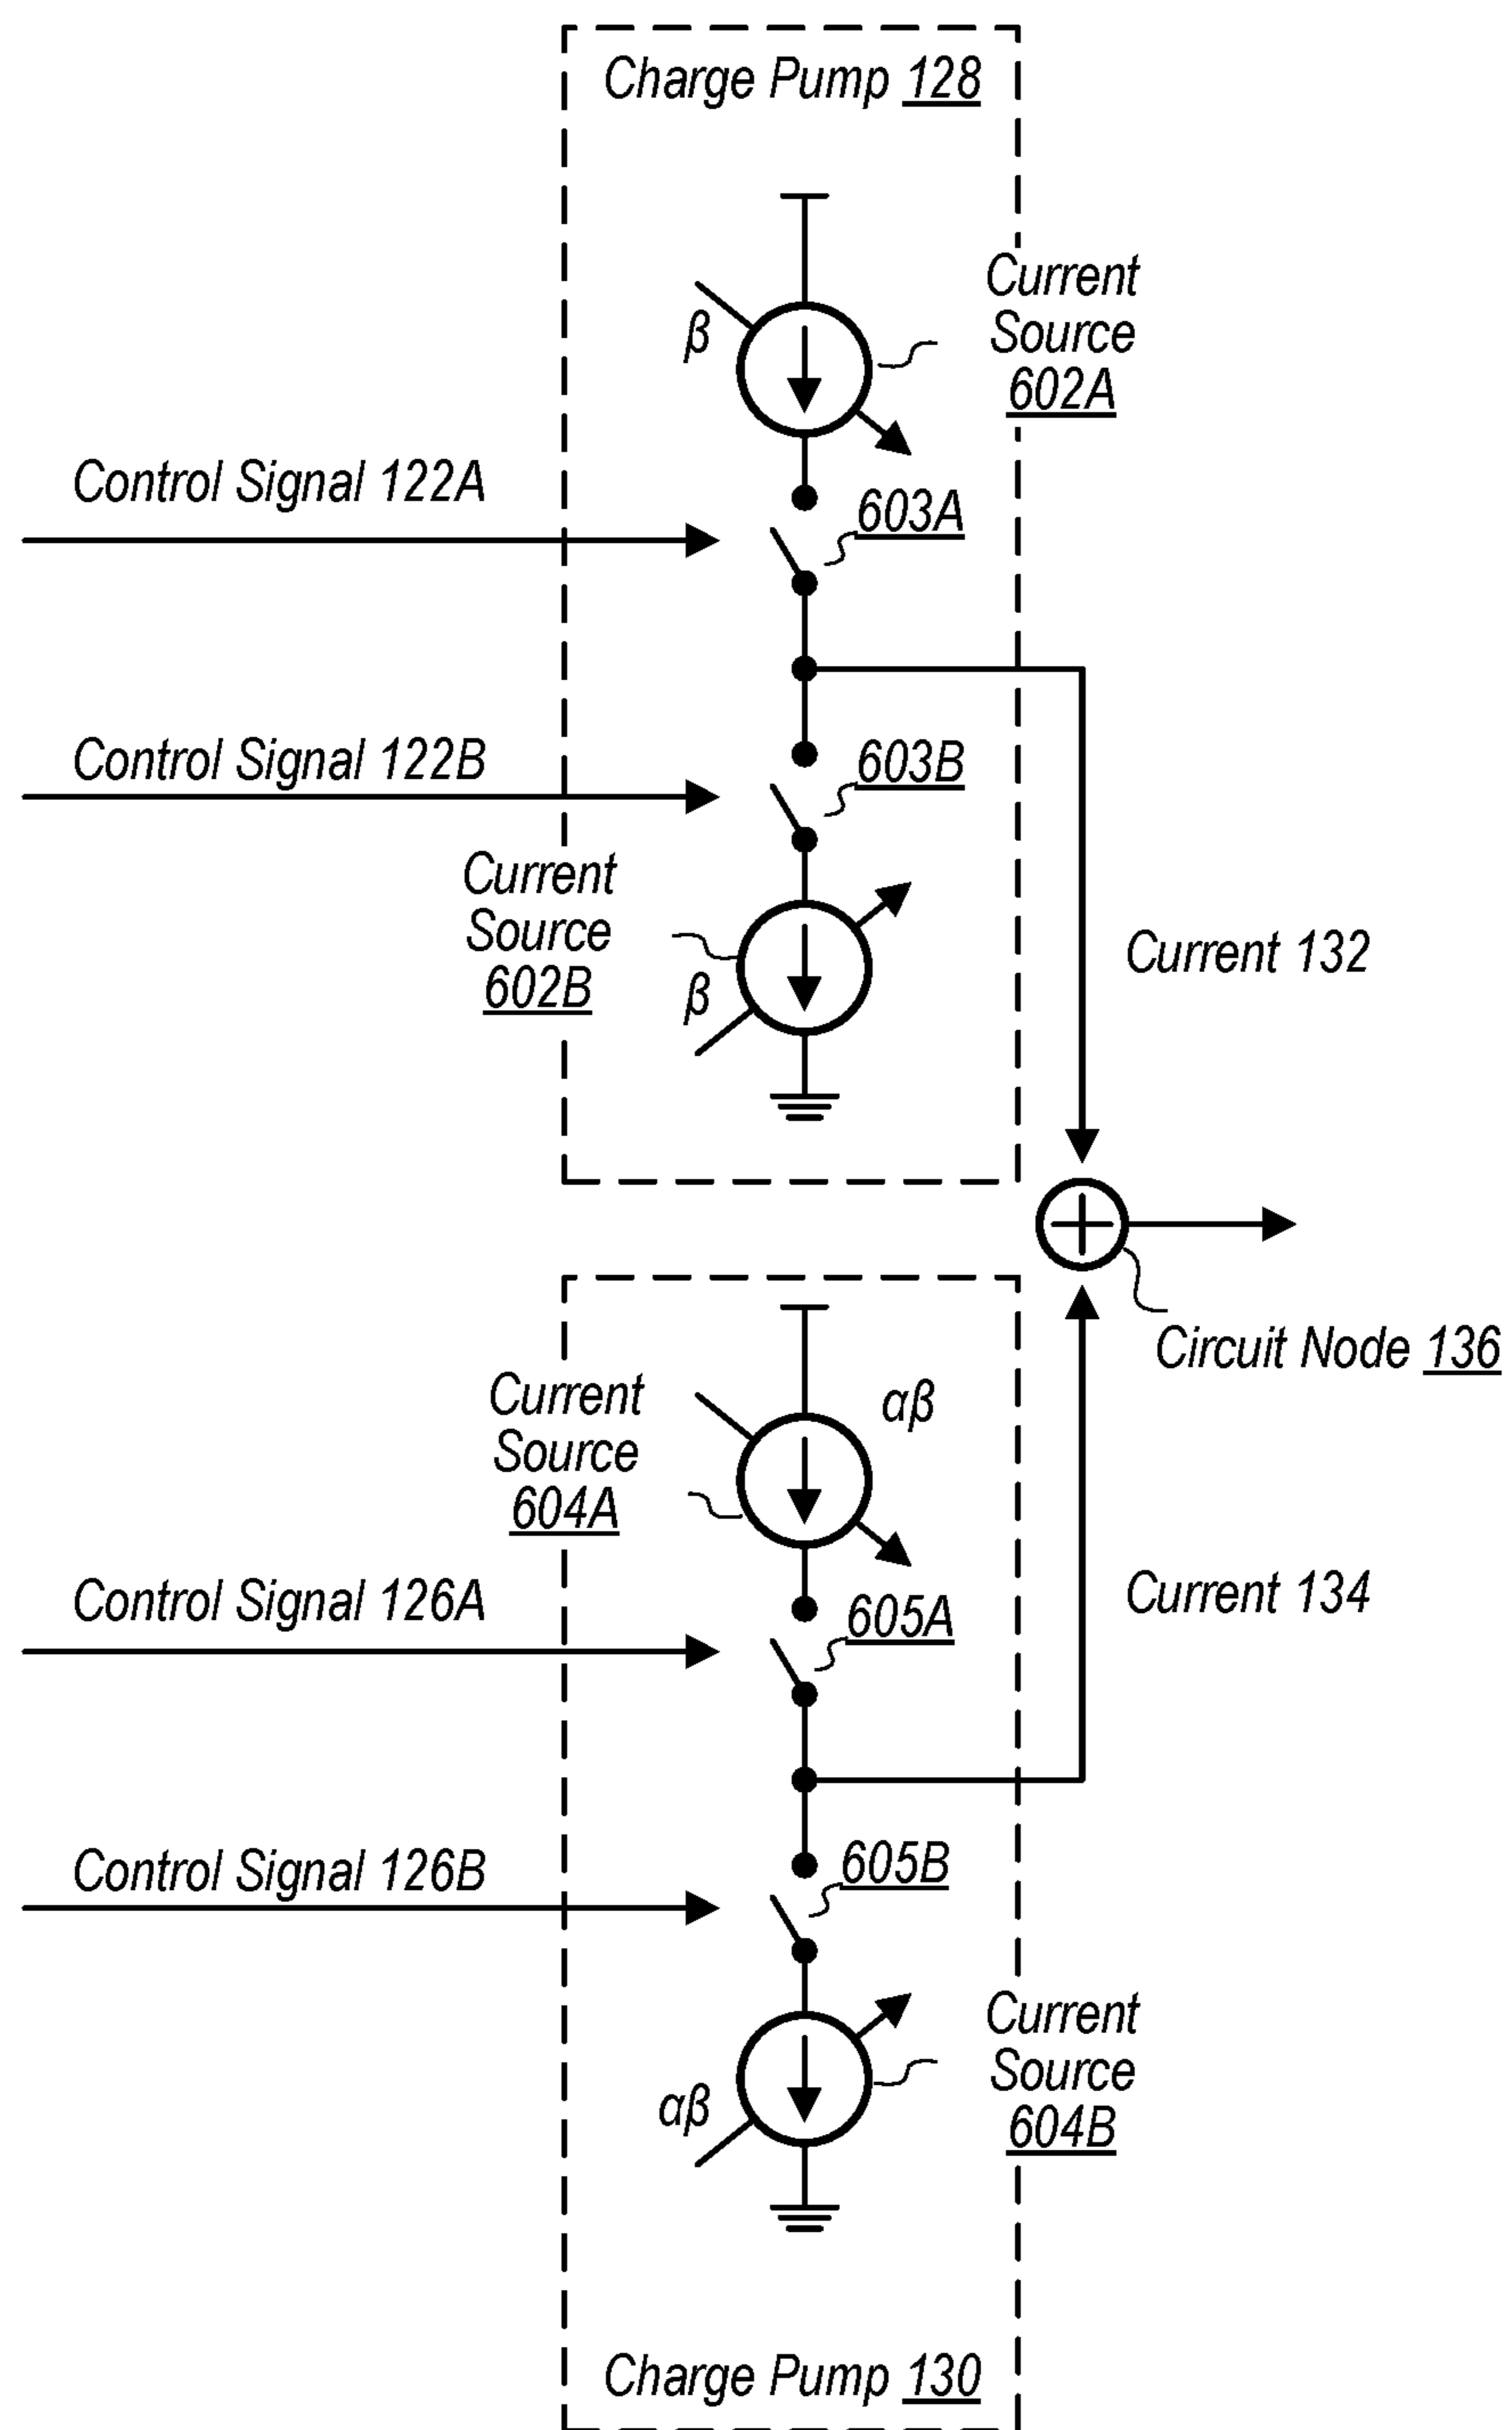 Charge Pump 128
Current
Source
602A
β
Control Signal 122A
603A
Control Signal 122B
603B
Current
Source
602B
β
Current 132
Circuit Node 136
αβ
Current
Source
604A
Control Signal 126A
605A
Current 134
Control Signal 126B
605B
Current
Source
604B
αβ
Charge Pump 130